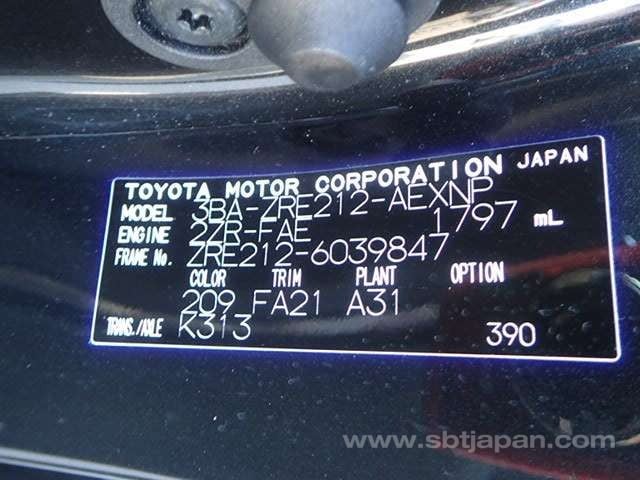 TOYOTA MOTOR CORPORATION JAPAN
MODEL 3BA-ZRE212-AEXNP
ENGINE 2ZR-FAE 1797 mL
FRAME No. ZRE212-6039847
COLOR TRIM PLANT OPTION
209 FA21 A31
TRANS./AXLE K313 390
www.sbtjapan.com